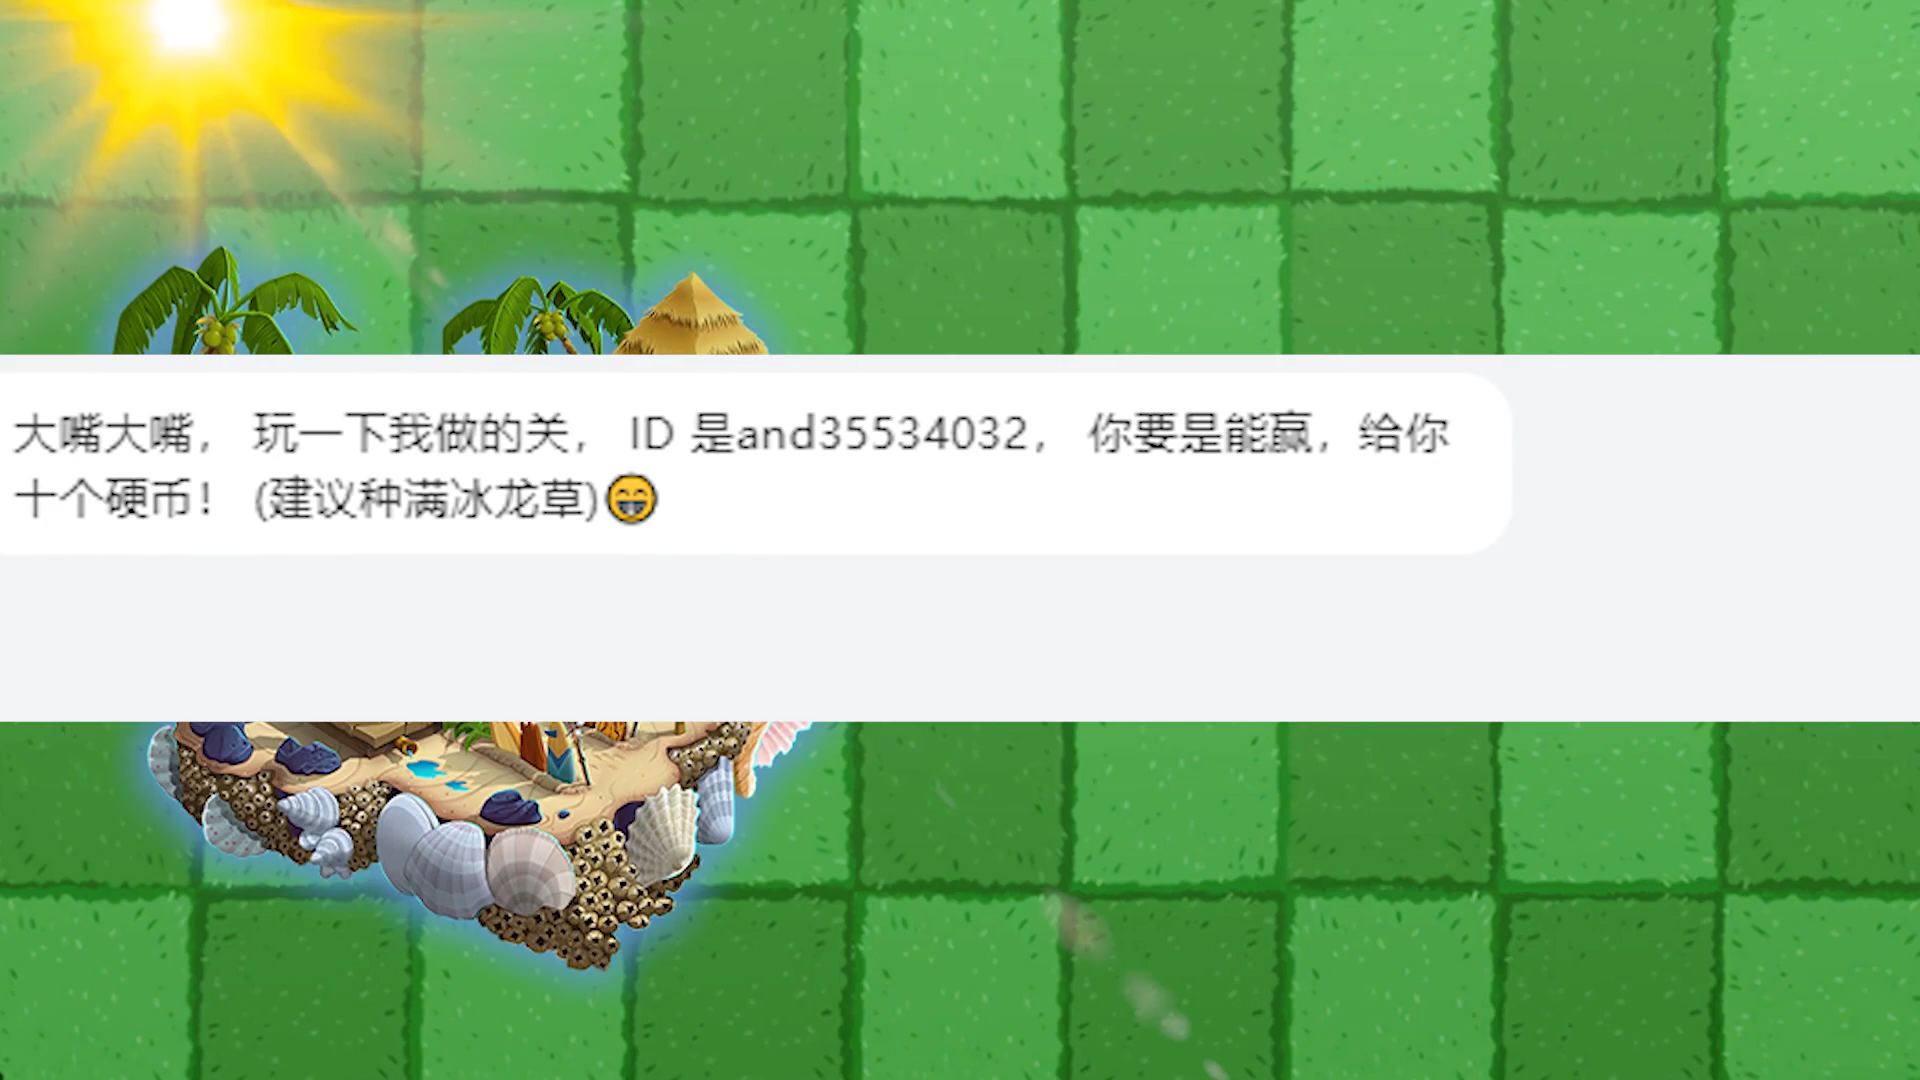 大嘴大嘴， 玩一下我做的关， ID 是and35534032， 你要是能赢，给你
十个硬币！ (建议种满冰龙草)😁